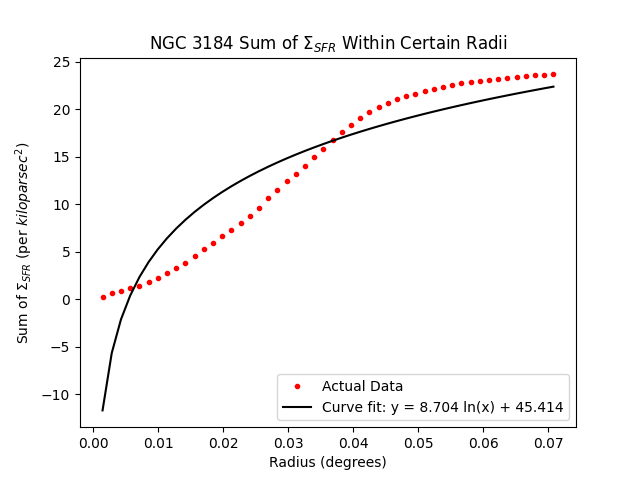 NGC 3184 Sum of Σ_SFR Within Certain Radii
Sum of Σ_SFR (per kiloparsec²)
25
20
15
10
5
0
−5
−10
Actual Data
Curve fit: y = 8.704 ln(x) + 45.414
0.00 0.01 0.02 0.03 0.04 0.05 0.06 0.07
Radius (degrees)